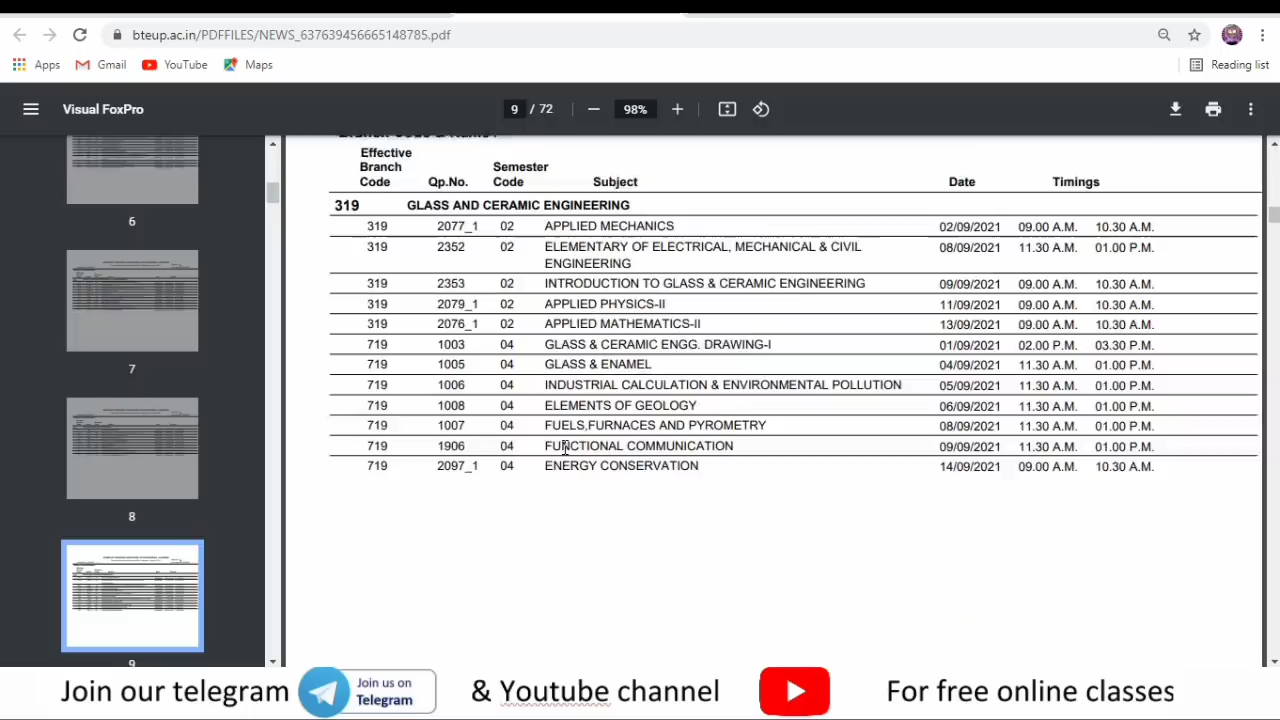 bteup.ac.in/PDFFILES/NEWS_637639456665148785.pdf
Apps Gmail YouTube Maps Reading list
Visual FoxPro 9 / 72 98%
6
7
8
9
Effective
Branch Semester
Code Qp.No. Code Subject Date Timings
319 GLASS AND CERAMIC ENGINEERING
319 2077_1 02 APPLIED MECHANICS 02/09/2021 09.00 A.M. 10.30 A.M.
319 2352 02 ELEMENTARY OF ELECTRICAL, MECHANICAL & CIVIL 08/09/2021 11.30 A.M. 01.00 P.M.
ENGINEERING
319 2353 02 INTRODUCTION TO GLASS & CERAMIC ENGINEERING 09/09/2021 09.00 A.M. 10.30 A.M.
319 2079_1 02 APPLIED PHYSICS-II 11/09/2021 09.00 A.M. 10.30 A.M.
319 2076_1 02 APPLIED MATHEMATICS-II 13/09/2021 09.00 A.M. 10.30 A.M.
719 1003 04 GLASS & CERAMIC ENGG. DRAWING-I 01/09/2021 02.00 P.M. 03.30 P.M.
719 1005 04 GLASS & ENAMEL 04/09/2021 11.30 A.M. 01.00 P.M.
719 1006 04 INDUSTRIAL CALCULATION & ENVIRONMENTAL POLLUTION 05/09/2021 11.30 A.M. 01.00 P.M.
719 1008 04 ELEMENTS OF GEOLOGY 06/09/2021 11.30 A.M. 01.00 P.M.
719 1007 04 FUELS,FURNACES AND PYROMETRY 08/09/2021 11.30 A.M. 01.00 P.M.
719 1906 04 FUNCTIONAL COMMUNICATION 09/09/2021 11.30 A.M. 01.00 P.M.
719 2097_1 04 ENERGY CONSERVATION 14/09/2021 09.00 A.M. 10.30 A.M.
Join our telegram Join us on Telegram & Youtube channel For free online classes